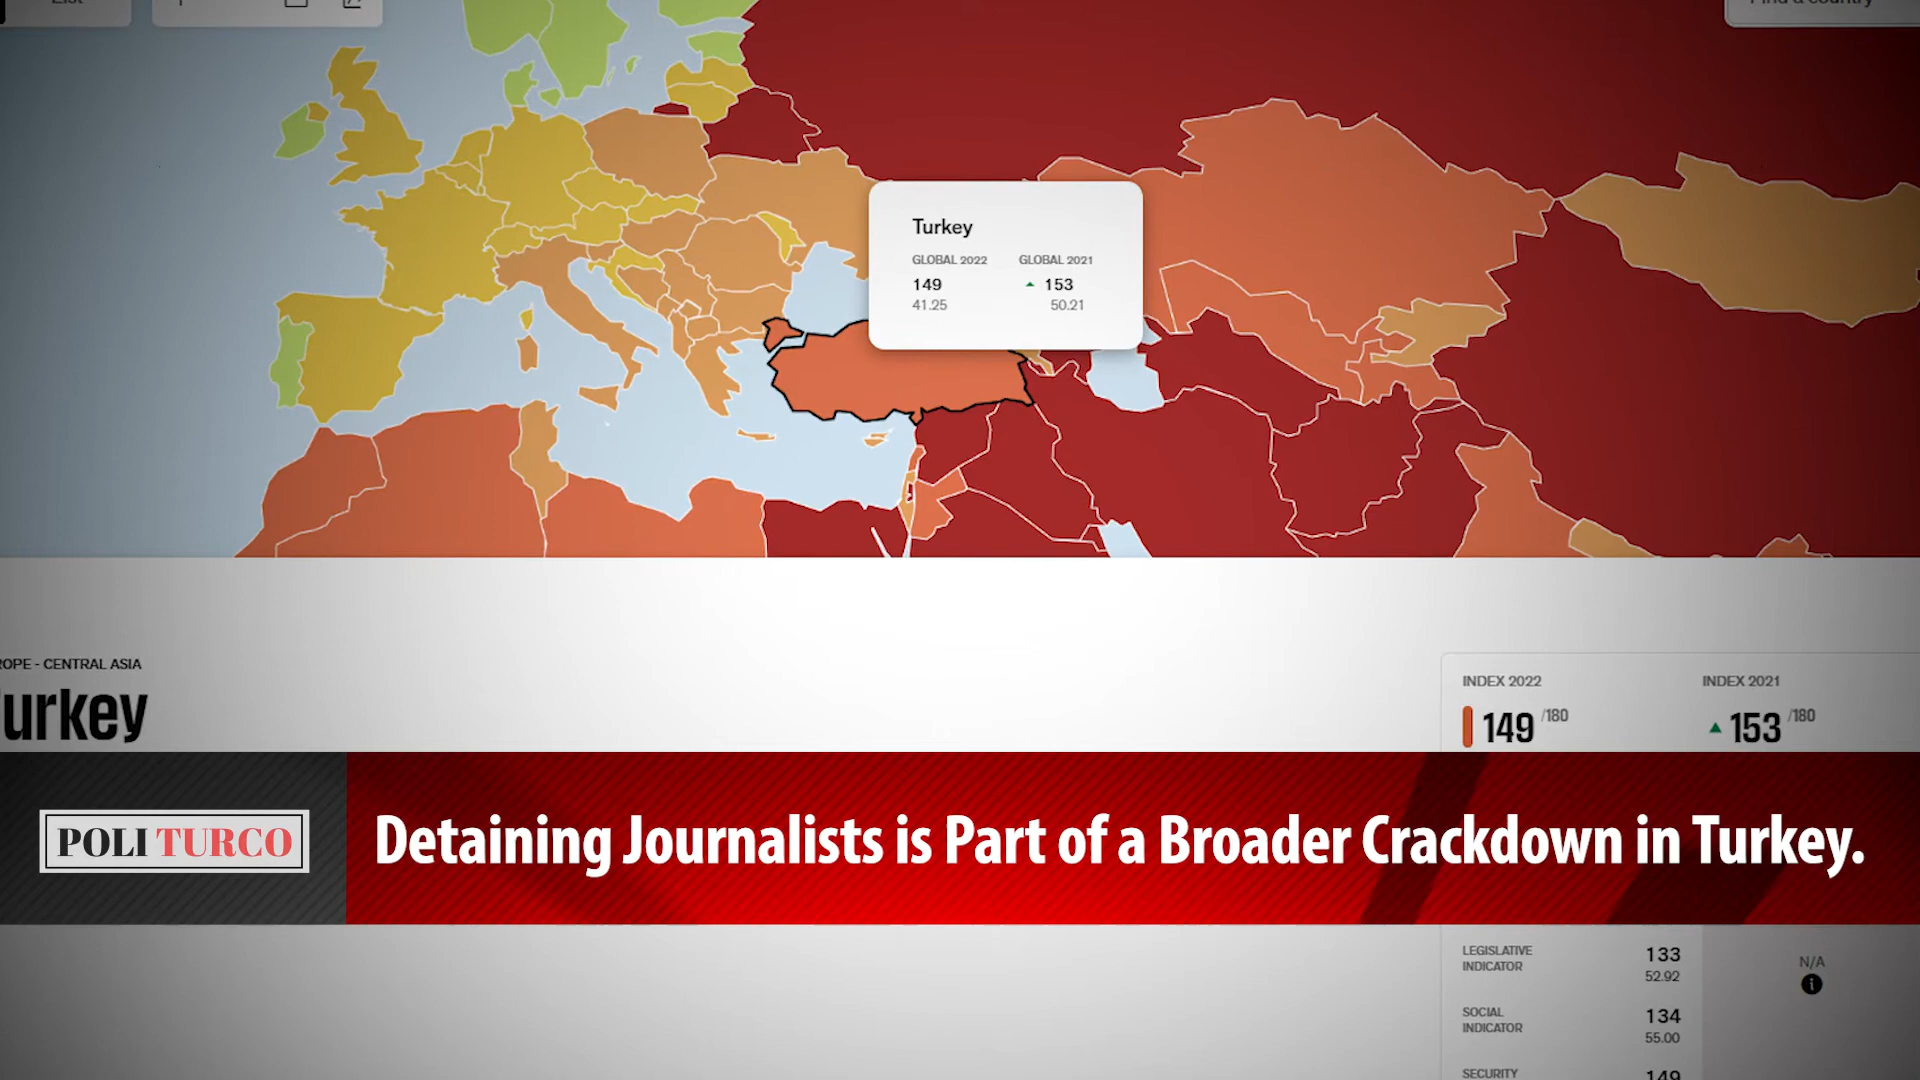 Turkey
GLOBAL 2022 GLOBAL 2021
149 153
41.25 50.21
OPE - CENTRAL ASIA
urkey
INDEX 2022 INDEX 2021
149 /180 153 /180
POLITURCO
Detaining Journalists is Part of a Broader Crackdown in Turkey.
LEGISLATIVE
INDICATOR
133
52.92
N/A
SOCIAL
INDICATOR
134
55.00
SECURITY
149